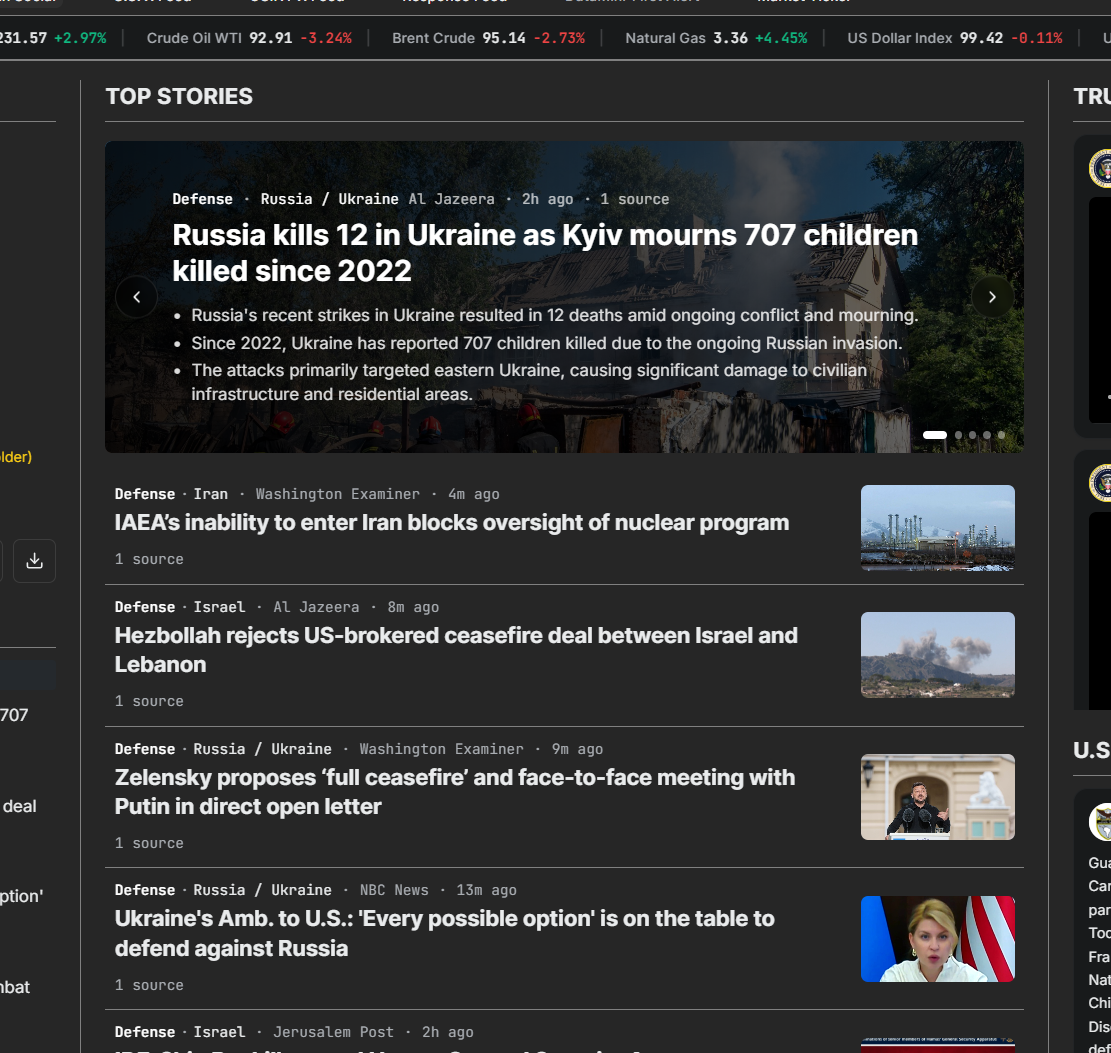 231.57 +2.97% | Crude Oil WTI 92.91 -3.24% | Brent Crude 95.14 -2.73% | Natural Gas 3.36 +4.45% | US Dollar Index 99.42 -0.11% |
TOP STORIES
Defense · Russia / Ukraine Al Jazeera · 2h ago · 1 source
Russia kills 12 in Ukraine as Kyiv mourns 707 children
killed since 2022
• Russia's recent strikes in Ukraine resulted in 12 deaths amid ongoing conflict and mourning.
• Since 2022, Ukraine has reported 707 children killed due to the ongoing Russian invasion.
• The attacks primarily targeted eastern Ukraine, causing significant damage to civilian
infrastructure and residential areas.
Defense · Iran · Washington Examiner · 4m ago
IAEA’s inability to enter Iran blocks oversight of nuclear program
1 source
Defense · Israel · Al Jazeera · 8m ago
Hezbollah rejects US-brokered ceasefire deal between Israel and
Lebanon
1 source
Defense · Russia / Ukraine · Washington Examiner · 9m ago
Zelensky proposes ‘full ceasefire’ and face-to-face meeting with
Putin in direct open letter
1 source
Defense · Russia / Ukraine · NBC News · 13m ago
Ukraine's Amb. to U.S.: 'Every possible option' is on the table to
defend against Russia
1 source
Defense · Israel · Jerusalem Post · 2h ago
707
deal
U.S